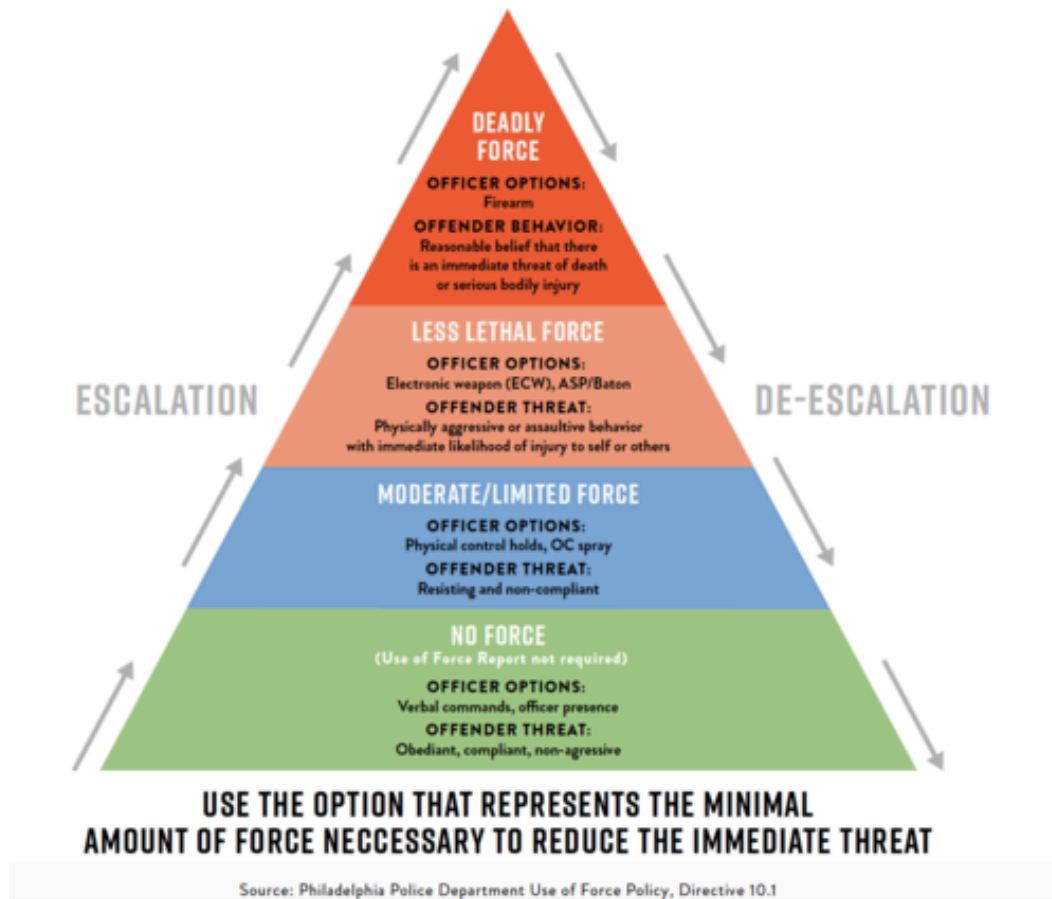 DEADLY
FORCE
OFFICER OPTIONS:
Firearm
OFFENDER BEHAVIOR:
Reasonable belief that there
is an immediate threat of death
or serious bodily injury
LESS LETHAL FORCE
OFFICER OPTIONS:
Electronic weapon (ECW), ASP/Baton
OFFENDER THREAT:
Physically aggressive or assaultive behavior
with immediate likelihood of injury to self or others
ESCALATION
DE-ESCALATION
MODERATE/LIMITED FORCE
OFFICER OPTIONS:
Physical control holds, OC spray
OFFENDER THREAT:
Resisting and non-compliant
NO FORCE
(Use of Force Report not required)
OFFICER OPTIONS:
Verbal commands, officer presence
OFFENDER THREAT:
Obediant, compliant, non-agressive
USE THE OPTION THAT REPRESENTS THE MINIMAL
AMOUNT OF FORCE NECCESSARY TO REDUCE THE IMMEDIATE THREAT
Source: Philadelphia Police Department Use of Force Policy, Directive 10.1